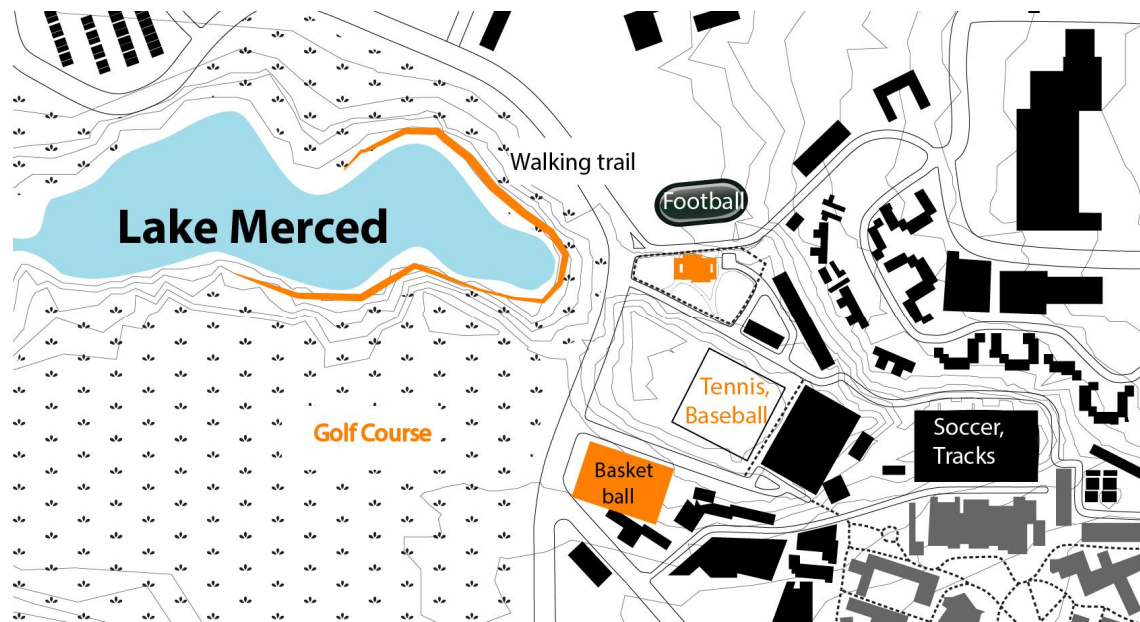 Walking trail
Football
Lake Merced
Tennis,
Baseball
Golf Course
Soccer,
Tracks
Basket
ball